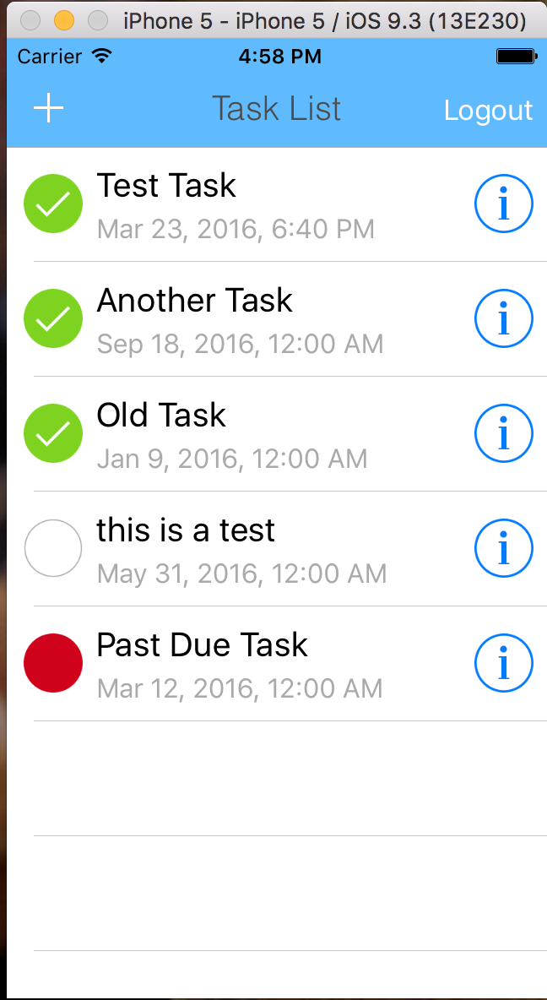 iPhone 5 - iPhone 5 / iOS 9.3 (13E230)
Carrier 4:58 PM
Task List Logout
Test Task
Mar 23, 2016, 6:40 PM
Another Task
Sep 18, 2016, 12:00 AM
Old Task
Jan 9, 2016, 12:00 AM
this is a test
May 31, 2016, 12:00 AM
Past Due Task
Mar 12, 2016, 12:00 AM